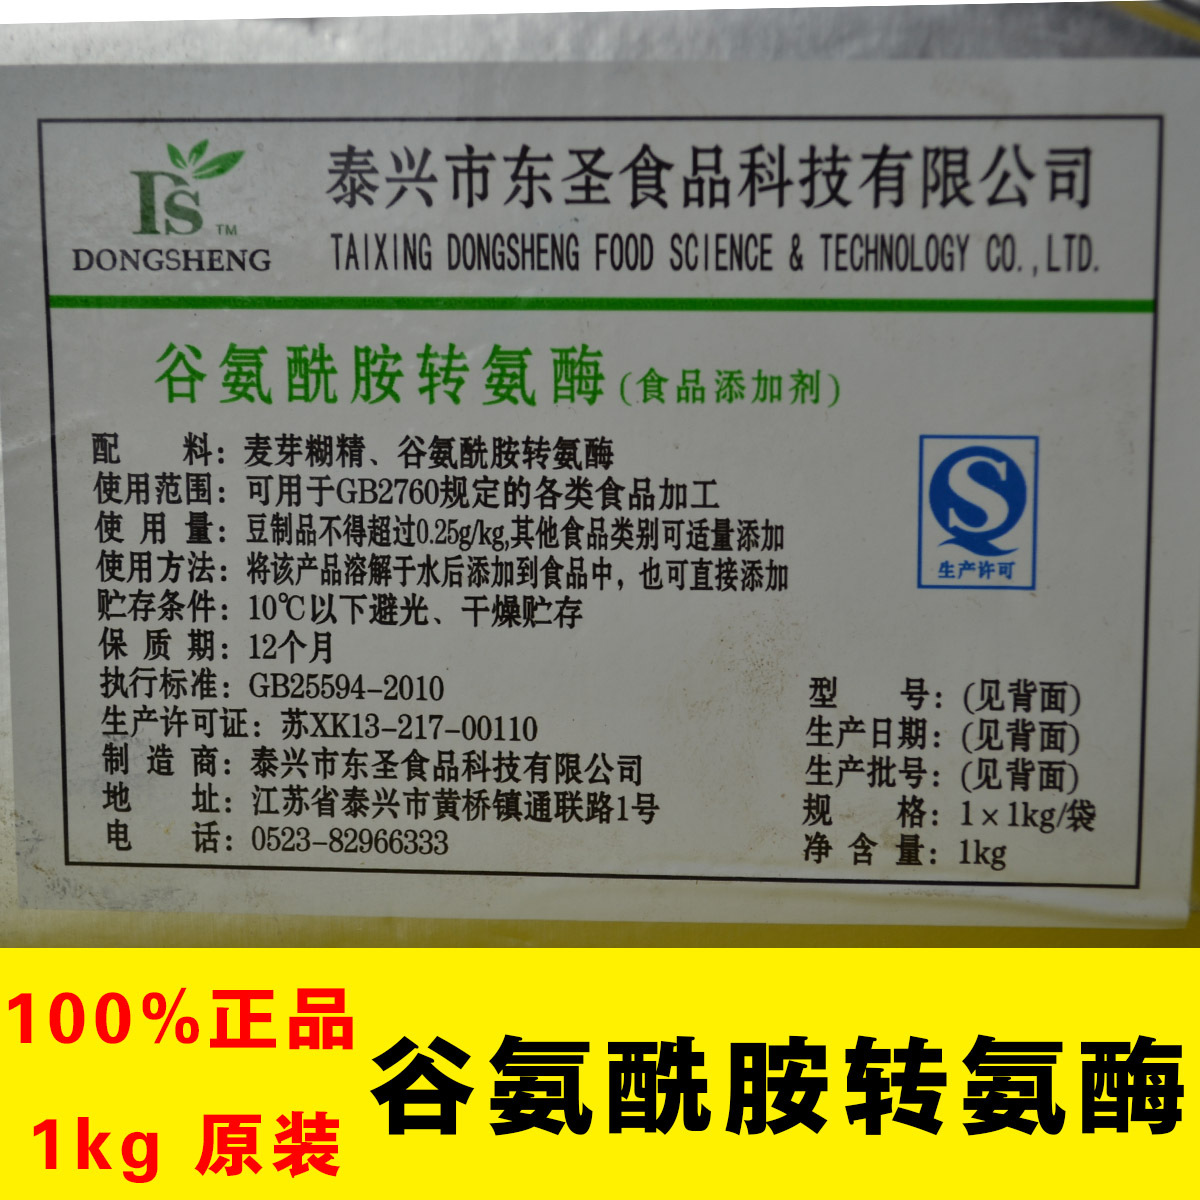 DS TM
DONGSHENG
泰兴市东圣食品科技有限公司
TAIXING DONGSHENG FOOD SCIENCE & TECHNOLOGY CO.,LTD.
谷氨酰胺转氨酶(食品添加剂)
配 料：麦芽糊精、谷氨酰胺转氨酶
使用范围：可用于GB2760规定的各类食品加工
使 用 量：豆制品不得超过0.25g/kg,其他食品类别可适量添加
使用方法：将该产品溶解于水后添加到食品中，也可直接添加
贮存条件：10℃以下避光、干燥贮存
保 质 期：12个月
执行标准：GB25594-2010
生产许可证：苏XK13-217-00110
制 造 商：泰兴市东圣食品科技有限公司
地 址：江苏省泰兴市黄桥镇通联路1号
电 话：0523-82966333
S
生产许可
型 号：(见背面)
生产日期：(见背面)
生产批号：(见背面)
规 格：1×1kg/袋
净 含 量：1kg
100%正品
1kg 原装
谷氨酰胺转氨酶